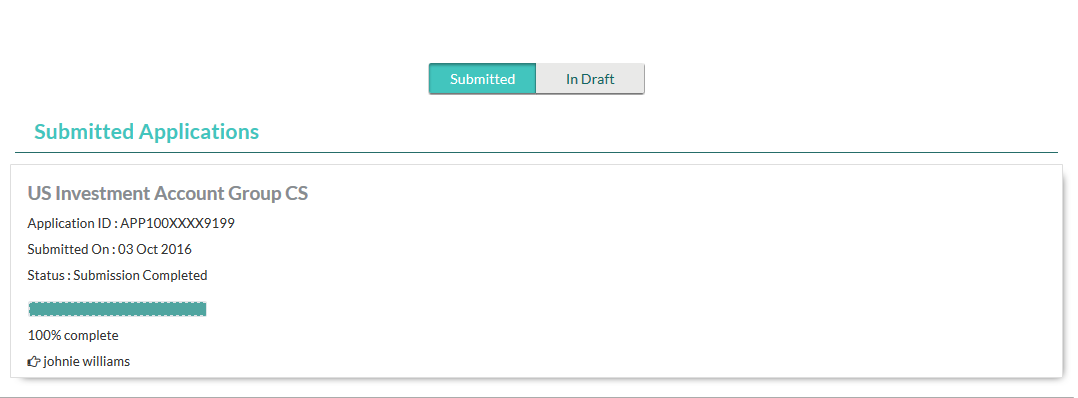 Submitted In Draft
Submitted Applications
US Investment Account Group CS
Application ID : APP100XXXX9199
Submitted On : 03 Oct 2016
Status : Submission Completed
100% complete
johnie williams